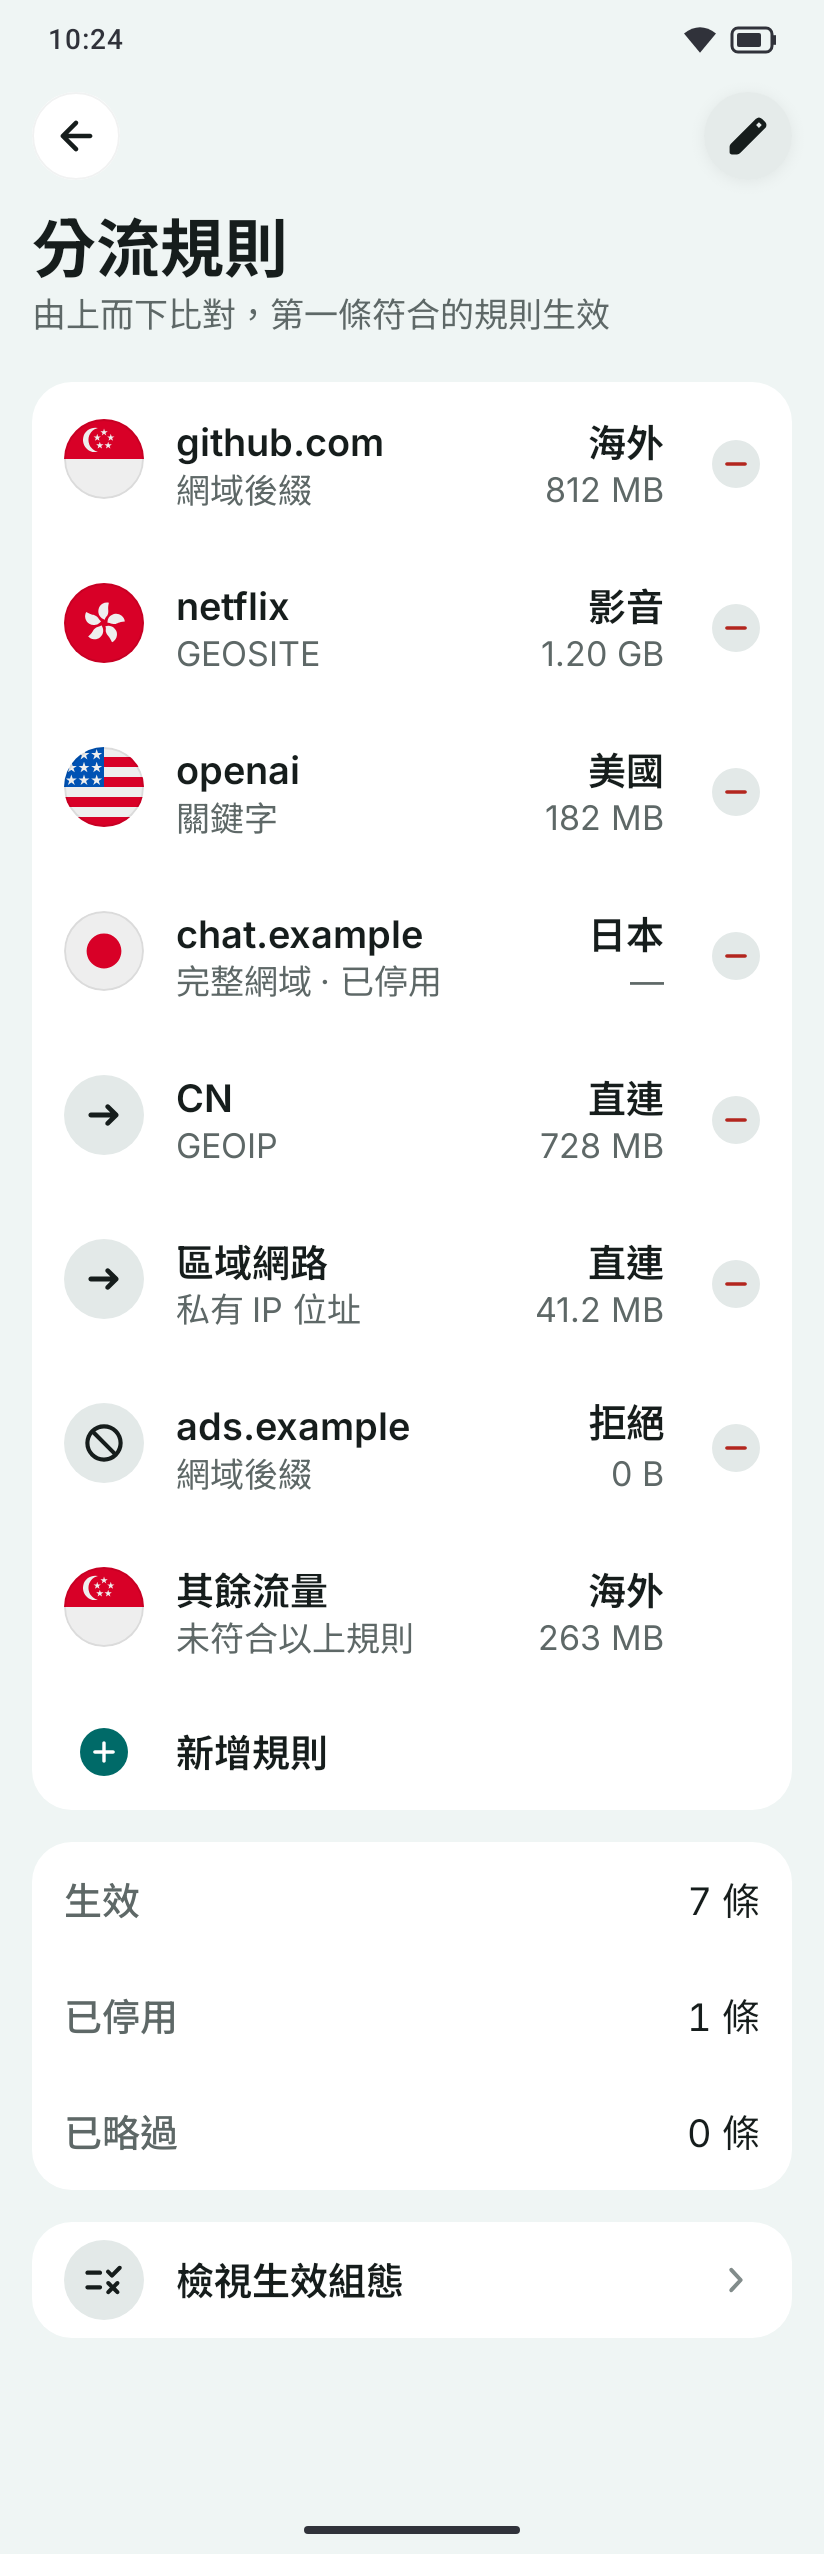 10:24
分流規則
由上而下比對，第一條符合的規則生效
github.com 海外
網域後綴 812 MB
netflix 影音
GEOSITE 1.20 GB
openai 美國
關鍵字 182 MB
chat.example 日本
完整網域 · 已停用 —
CN 直連
GEOIP 728 MB
區域網路 直連
私有 IP 位址 41.2 MB
ads.example 拒絕
網域後綴 0 B
其餘流量 海外
未符合以上規則 263 MB
新增規則
生效 7 條
已停用 1 條
已略過 0 條
檢視生效組態